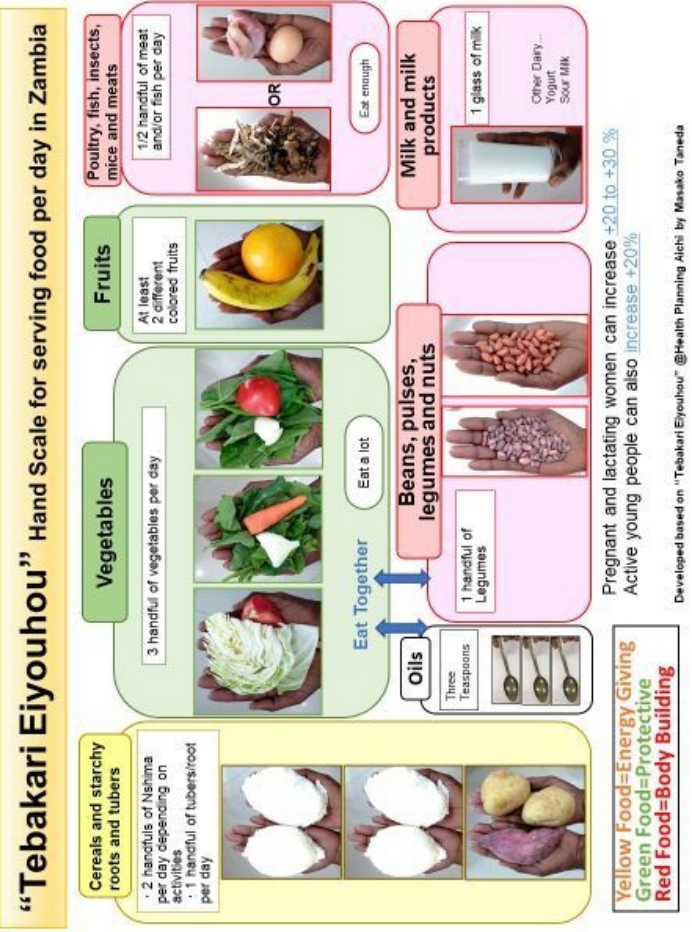 “Tebakari Eiyouhou” Hand Scale for serving food per day in Zambia
Cereals and starchy
roots and tubers
・2 handfuls of Nshima
per day depending on
activities
・1 handful of tubers/root
per day
Vegetables
3 handful of vegetables per day
Eat a lot
Fruits
At least
2 different
colored fruits
Poultry, fish, insects,
mice and meats
1/2 handful of meat
and/or fish per day
OR
Eat enough
Eat Together
Oils
Three
Teaspoons
Beans, pulses,
legumes and nuts
1 handful of
Legumes
Milk and milk
products
1 glass of milk
Other Dairy...
Yogurt
Sour Milk
Yellow Food=Energy Giving
Green Food=Protective
Red Food=Body Building
Pregnant and lactating women can increase +20 to +30 %
Active young people can also increase +20%
Developed based on “Tebakari Eiyouhou” @Health Planning Aichi by Masako Taneda